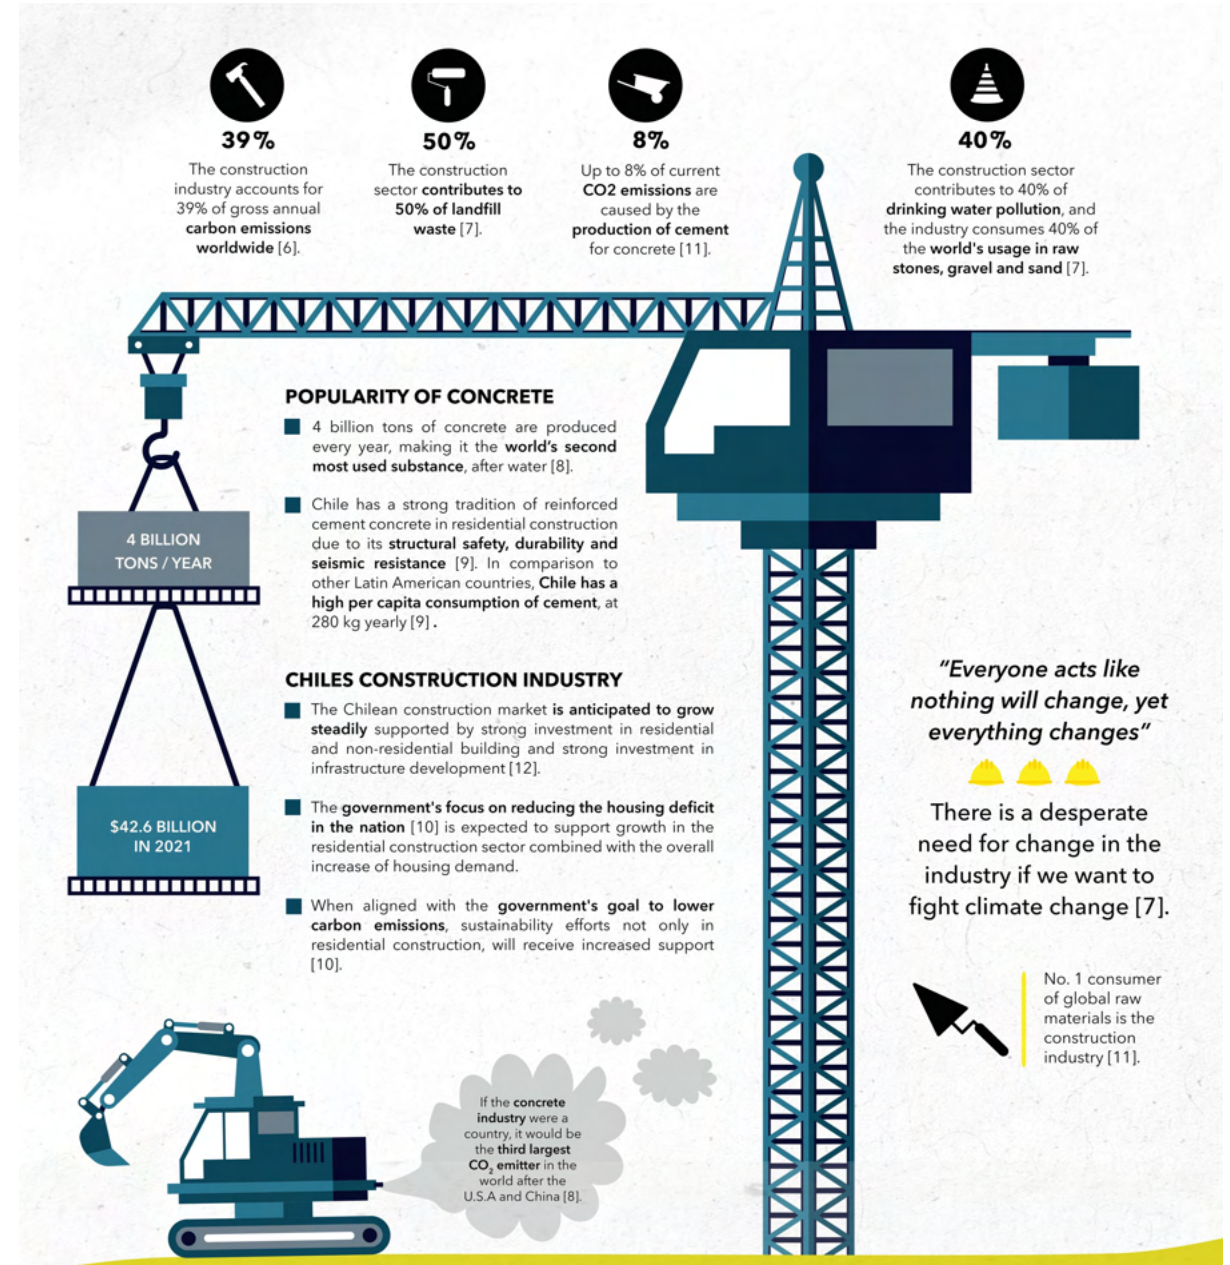 39%
The construction
industry accounts for
39% of gross annual
carbon emissions
worldwide [6].
50%
The construction
sector contributes to
50% of landfill
waste [7].
8%
Up to 8% of current
CO2 emissions are
caused by the
production of cement
for concrete [11].
40%
The construction sector
contributes to 40% of
drinking water pollution, and
the industry consumes 40% of
the world's usage in raw
stones, gravel and sand [7].
POPULARITY OF CONCRETE
4 billion tons of concrete are produced
every year, making it the world's second
most used substance, after water [8].
Chile has a strong tradition of reinforced
cement concrete in residential construction
due to its structural safety, durability and
seismic resistance [9]. In comparison to
other Latin American countries, Chile has a
high per capita consumption of cement, at
280 kg yearly [9] .
4 BILLION
TONS / YEAR
CHILES CONSTRUCTION INDUSTRY
The Chilean construction market is anticipated to grow
steadily supported by strong investment in residential
and non-residential building and strong investment in
infrastructure development [12].
The government's focus on reducing the housing deficit
in the nation [10] is expected to support growth in the
residential construction sector combined with the overall
increase of housing demand.
When aligned with the government's goal to lower
carbon emissions, sustainability efforts not only in
residential construction, will receive increased support
[10].
$42.6 BILLION
IN 2021
"Everyone acts like
nothing will change, yet
everything changes"
There is a desperate
need for change in the
industry if we want to
fight climate change [7].
No. 1 consumer
of global raw
materials is the
construction
industry [11].
If the concrete
industry were a
country, it would be
the third largest
CO₂ emitter in the
world after the
U.S.A and China [8].